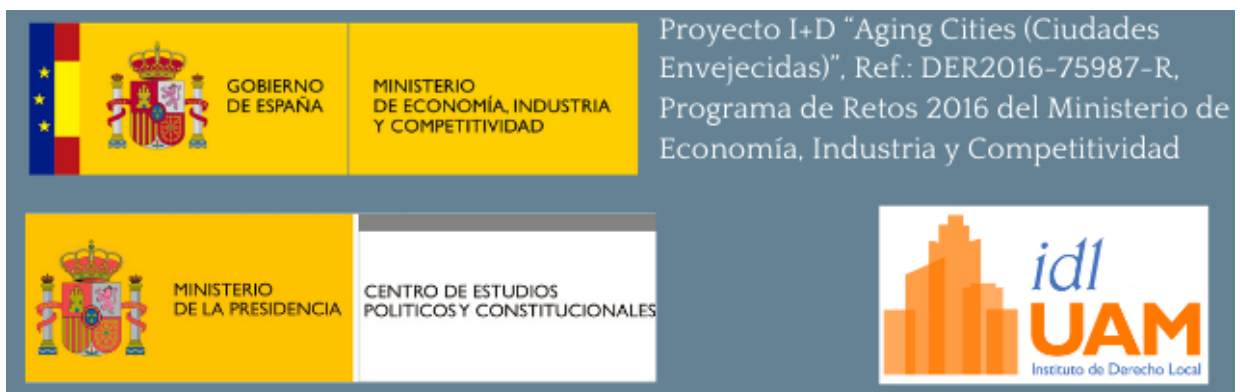 GOBIERNO
DE ESPAÑA
MINISTERIO
DE ECONOMÍA, INDUSTRIA
Y COMPETITIVIDAD
Proyecto I+D “Aging Cities (Ciudades
Envejecidas)”, Ref.: DER2016-75987-R,
Programa de Retos 2016 del Ministerio de
Economía, Industria y Competitividad
MINISTERIO
DE LA PRESIDENCIA
CENTRO DE ESTUDIOS
POLITICOS Y CONSTITUCIONALES
idl
UAM
Instituto de Derecho Local